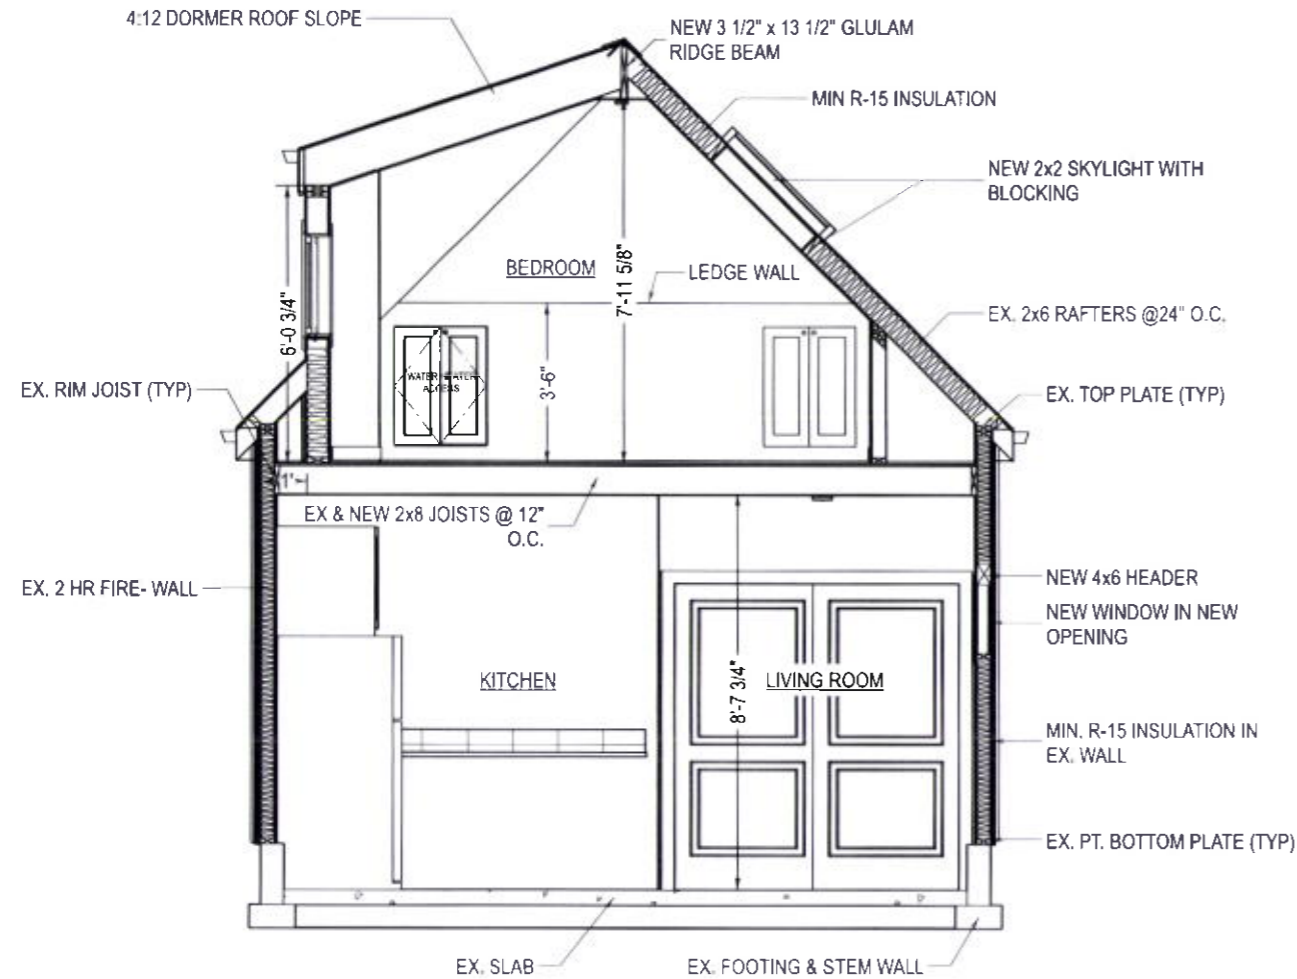 4:12 DORMER ROOF SLOPE
NEW 3 1/2" x 13 1/2" GLULAM
RIDGE BEAM
MIN R-15 INSULATION
NEW 2x2 SKYLIGHT WITH
BLOCKING
BEDROOM
LEDGE WALL
7'-11 5/8"
6'-0 3/4"
EX. 2x6 RAFTERS @24" O.C.
WATER HEATER
ACCESS
3'-6"
EX. RIM JOIST (TYP)
EX. TOP PLATE (TYP)
1'
EX & NEW 2x8 JOISTS @ 12"
O.C.
EX. 2 HR FIRE- WALL
NEW 4x6 HEADER
NEW WINDOW IN NEW
OPENING
KITCHEN
8'-7 3/4"
LIVING ROOM
MIN. R-15 INSULATION IN
EX. WALL
EX. PT. BOTTOM PLATE (TYP)
EX. SLAB
EX. FOOTING & STEM WALL